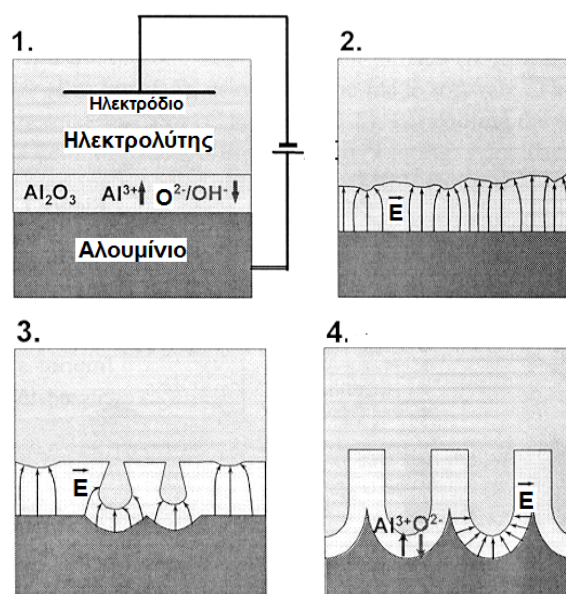 1.
Ηλεκτρόδιο
Ηλεκτρολύτης
Al2O3 Al3+ O2-/OH-
Αλουμίνιο
2.
E
3.
E
4.
E
Al3+O2-